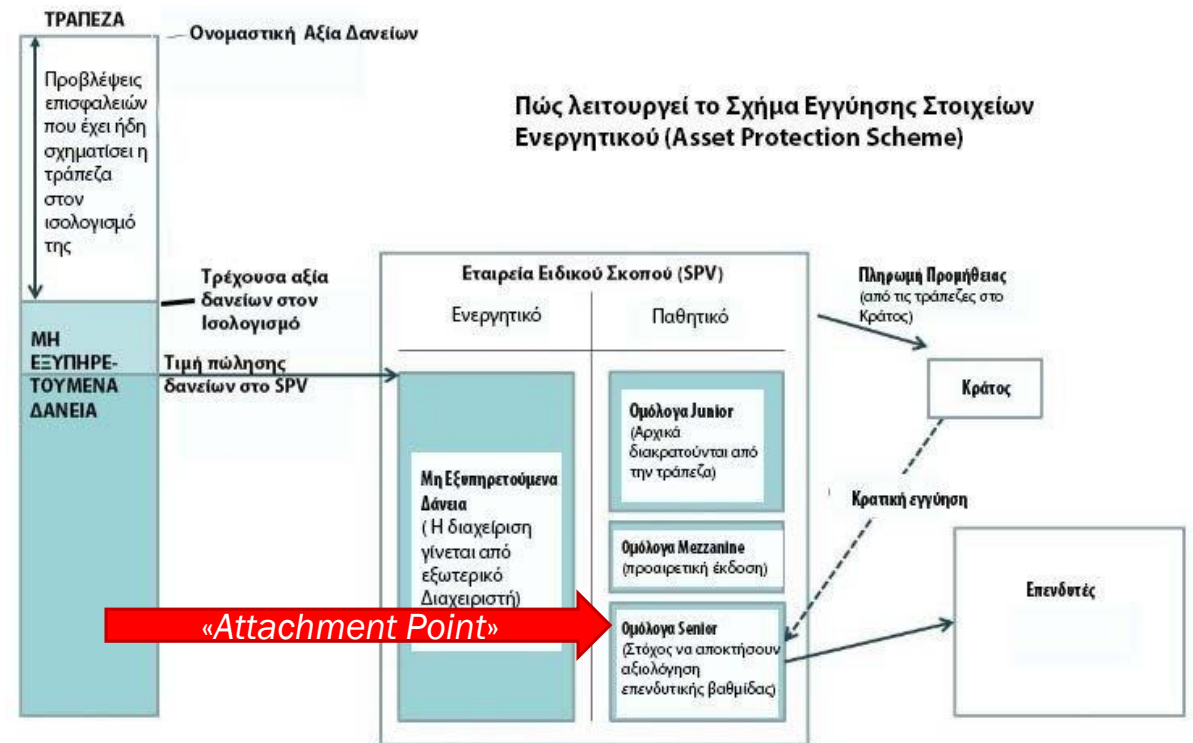 ΤΡΑΠΕΖΑ
Ονομαστική Αξία Δανείων
Προβλέψεις
επισφαλειών
που έχει ήδη
σχηματίσει η
τράπεζα
στον
ισολογισμό
της
Πώς λειτουργεί το Σχήμα Εγγύησης Στοιχείων
Ενεργητικού (Asset Protection Scheme)
Τρέχουσα αξία
δανείων στον
Ισολογισμό
ΜΗ
ΕΞΥΠΗΡΕ-
ΤΟΥΜΕΝΑ
ΔΑΝΕΙΑ
Τιμή πώλησης
δανείων στο SPV
Εταιρεία Ειδικού Σκοπού (SPV)
Ενεργητικό
Παθητικό
Μη Εξυπηρετούμενα
Δάνεια
( Η διαχείριση
γίνεται από
εξωτερικό
Διαχειριστή)
Ομόλογα Junior
(Αρχικά
διακρατούνται από
την τράπεζα)
Ομόλογα Mezzanine
(προαιρετική έκδοση)
«Attachment Point»
Ομόλογα Senior
(Στόχος να αποκτήσουν
αξιολόγηση
επενδυτικής βαθμίδας)
Πληρωμή Προμήθειας
(από τις τράπεζες στο
Κράτος)
Κράτος
Κρατική εγγύηση
Επενδυτές